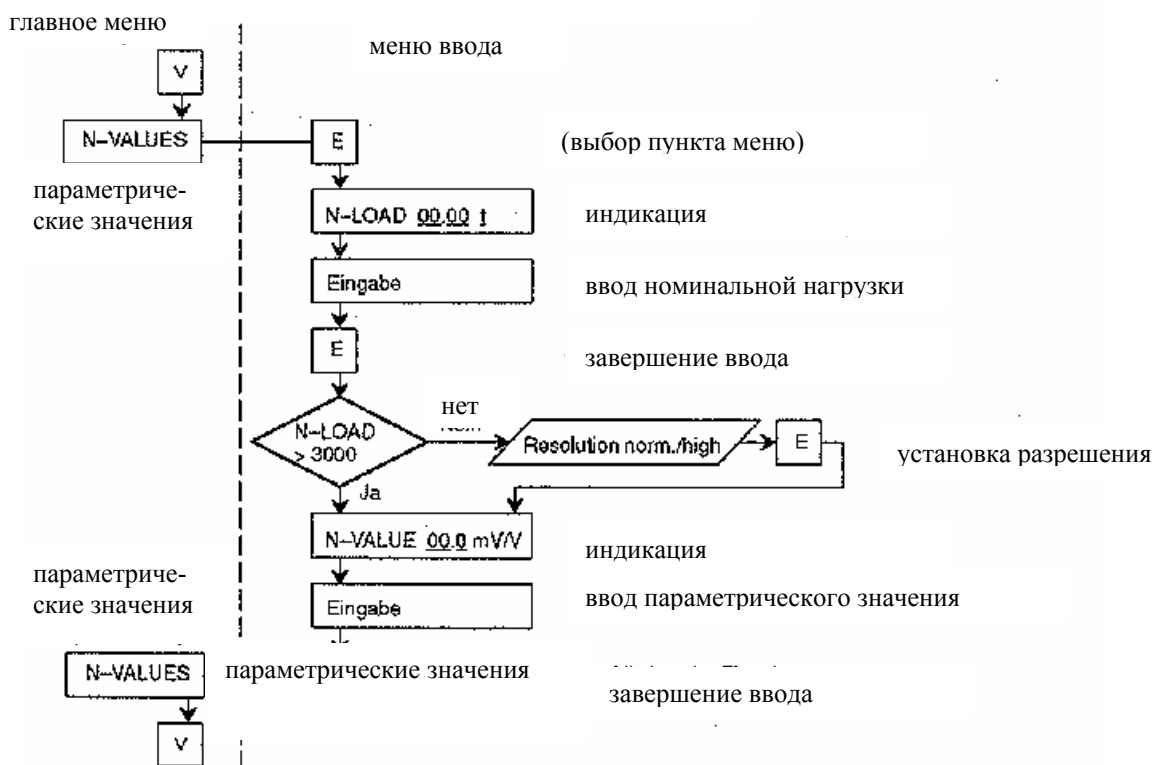 главное меню
меню ввода
V
N-VALUES
E
(выбор пункта меню)
параметриче-
ские значения
N-LOAD 00.00 t
индикация
Eingabe
ввод номинальной нагрузки
E
завершение ввода
нет
N-LOAD
> 3000
Resolution norm./high
E
установка разрешения
Ja
N-VALUE 00.0 mV/V
индикация
параметриче-
ские значения
Eingabe
ввод параметрического значения
N-VALUES
параметрические значения
завершение ввода
V